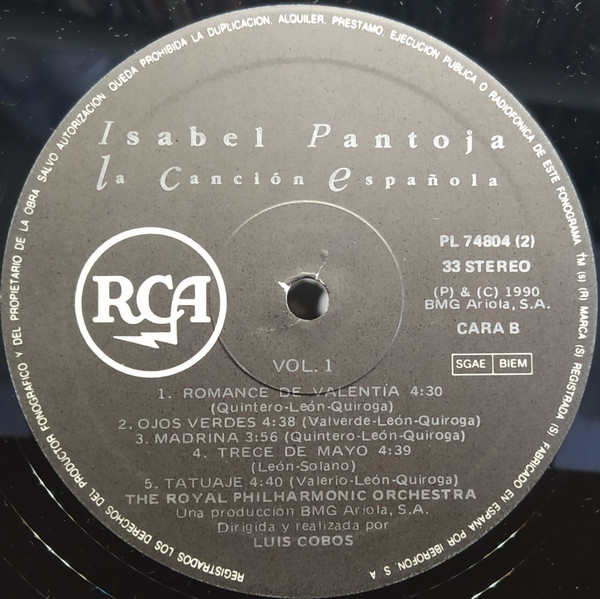 REGISTRADOS LOS DERECHOS DEL PRODUCTOR FONOGRAFICO Y DEL PROPIETARIO DE LA OBRA SALVO AUTORIZACION QUEDA PROHIBIDA LA DUPLICACION, ALQUILER, PRESTAMO, EJECUCION PUBLICA O RADIOFONICA DE ESTE FONOGRAMA TM (S) (R) MARCA (S) REGISTRADA (S) FABRICADO EN ESPAÑA POR IBEROFON, S A
Isabel Pantoja
la Canción española
RCA
PL 74804 (2)
33 STEREO
(P) & (C) 1990
BMG Ariola, S.A.
CARA B
SGAE BIEM
VOL. 1
1. ROMANCE DE VALENTÍA 4:30
(Quintero-León-Quiroga)
2. OJOS VERDES 4:38 (Valverde-León-Quiroga)
3. MADRINA 3:56 (Quintero-León-Quiroga)
4. TRECE DE MAYO 4:39
(León-Solano)
5. TATUAJE 4:40 (Valerio-León-Quiroga)
THE ROYAL PHILHARMONIC ORCHESTRA
Una producción BMG Ariola, S.A.
Dirigida y realizada por
LUIS COBOS